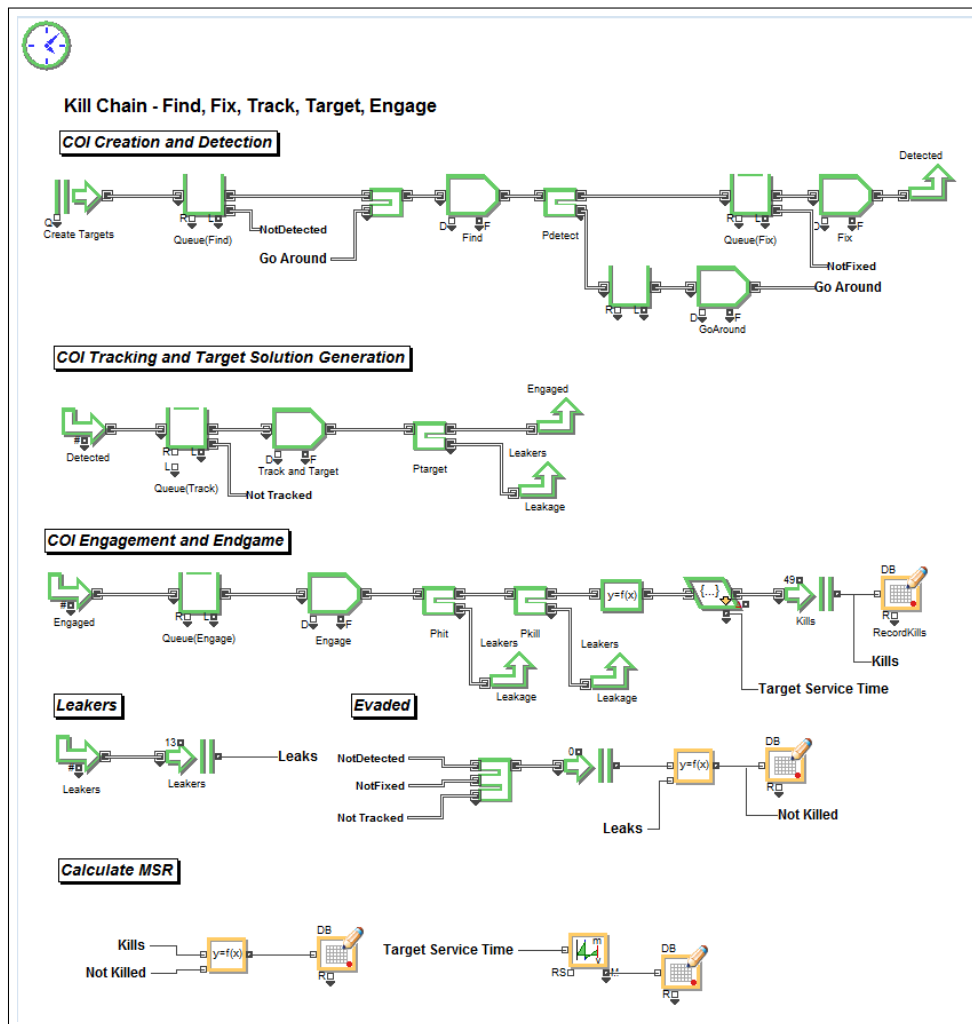 Kill Chain - Find, Fix, Track, Target, Engage
COI Creation and Detection
Detected
Q
Create Targets
R L
Queue(Find)
NotDetected
Go Around
D F
Find
Pdetect
R L
Queue(Fix)
D F
Fix
NotFixed
Go Around
R L
D F
GoAround
COI Tracking and Target Solution Generation
Engaged
#
Detected
R L
L
Queue(Track)
Not Tracked
D F
Track and Target
Ptarget
Leakers
Leakage
COI Engagement and Endgame
#
Engaged
R L
Queue(Engage)
D F
Engage
Phit
Leakers
Leakage
Pkill
Leakers
Leakage
y=f(x)
{...}
49
Kills
DB
R
RecordKills
Kills
Target Service Time
Leakers
Evaded
#
Leakers
13
Leakers
Leaks
NotDetected
NotFixed
Not Tracked
0
y=f(x)
DB
R
Leaks
Not Killed
Calculate MSR
Kills
Not Killed
y=f(x)
DB
R
Target Service Time
m
v
RS M
DB
R